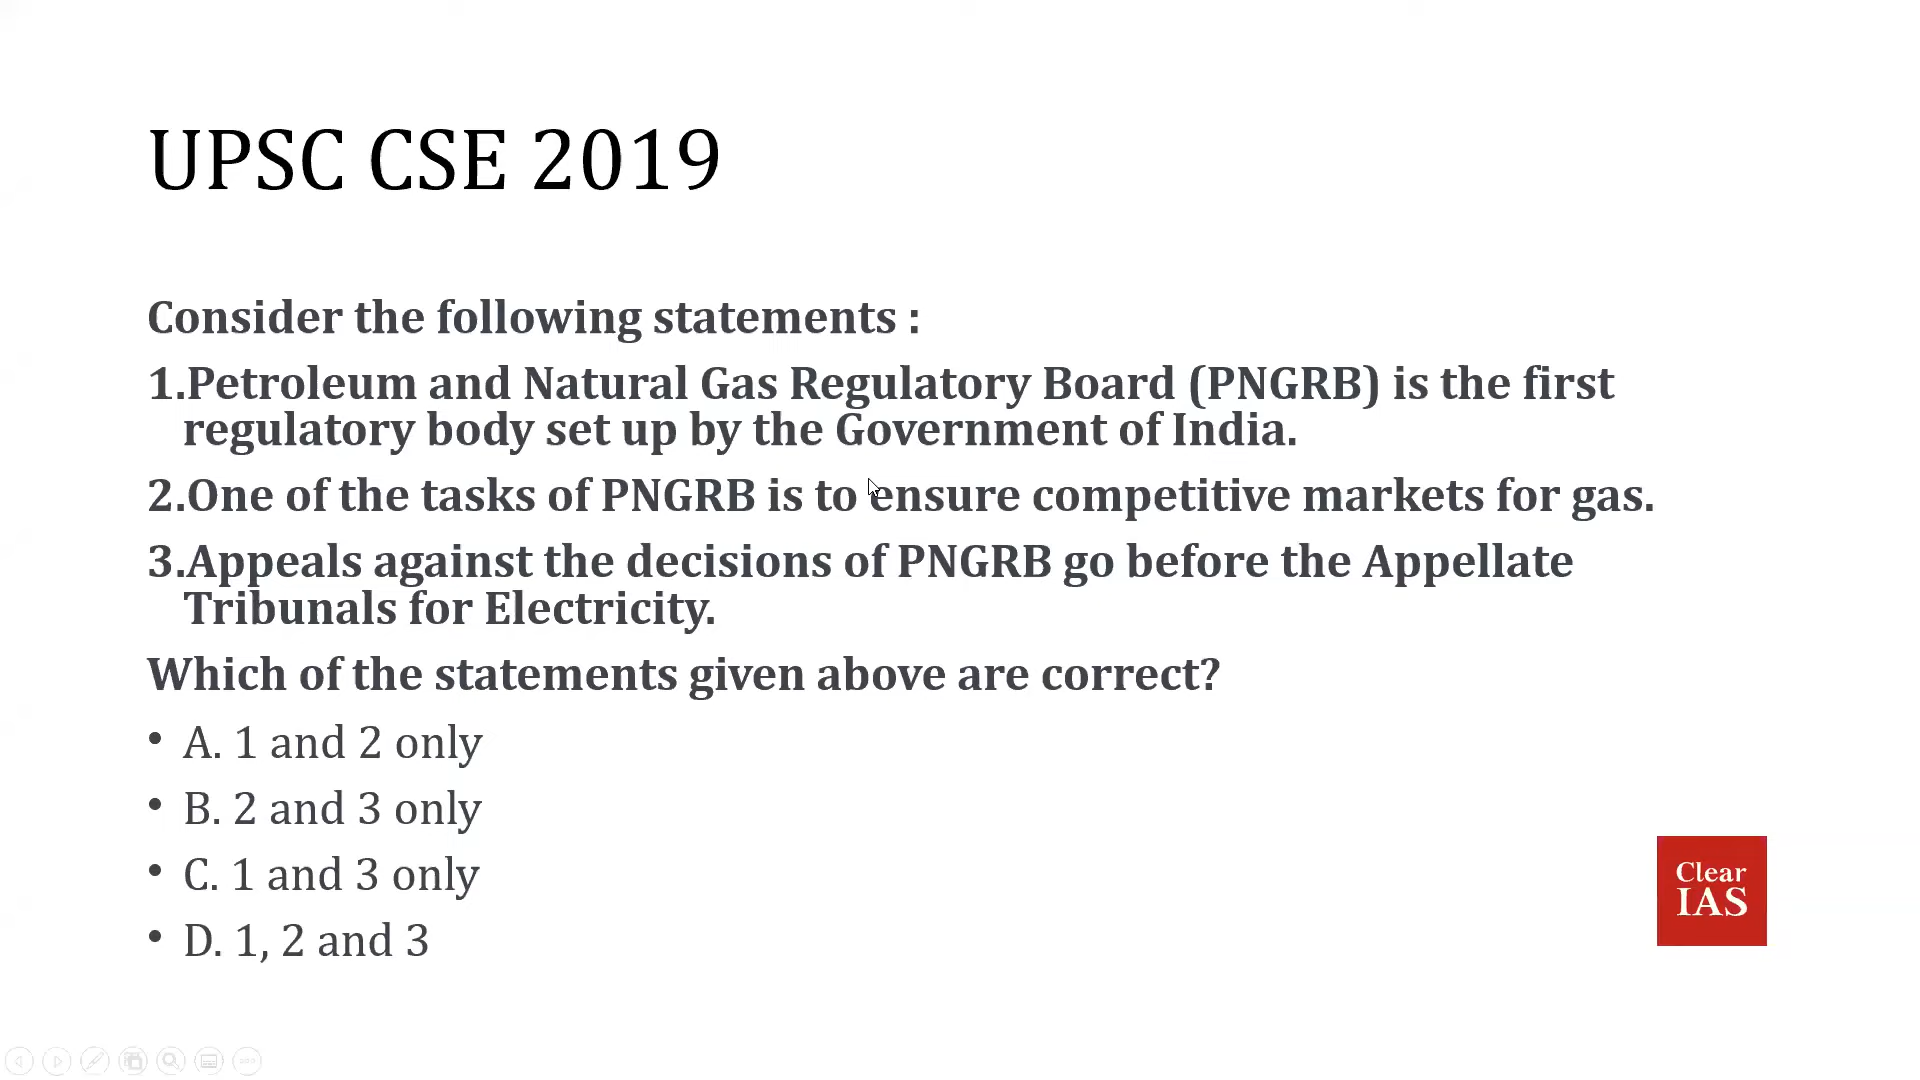 UPSC CSE 2019
Consider the following statements :
1.Petroleum and Natural Gas Regulatory Board (PNGRB) is the first
regulatory body set up by the Government of India.
2.One of the tasks of PNGRB is to ensure competitive markets for gas.
3.Appeals against the decisions of PNGRB go before the Appellate
Tribunals for Electricity.
Which of the statements given above are correct?
• A. 1 and 2 only
• B. 2 and 3 only
• C. 1 and 3 only
• D. 1, 2 and 3
Clear
IAS